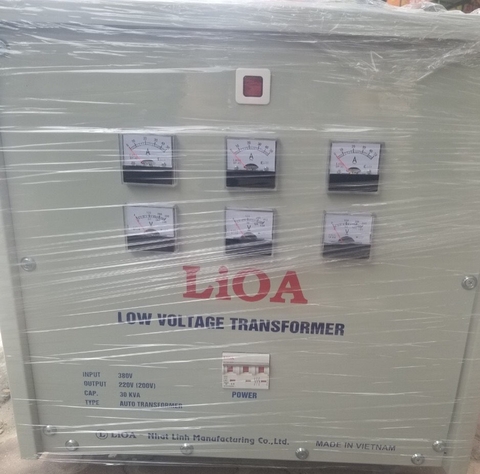 A
A
A
V
V
V
LiOA
LOW VOLTAGE TRANSFORMER
INPUT 380V
OUTPUT 220V (200V)
CAP. 30 KVA
TYPE AUTO TRANSFORMER
POWER
LiOA - Nhat Linh Manufacturing Co.,Ltd. MADE IN VIETNAM